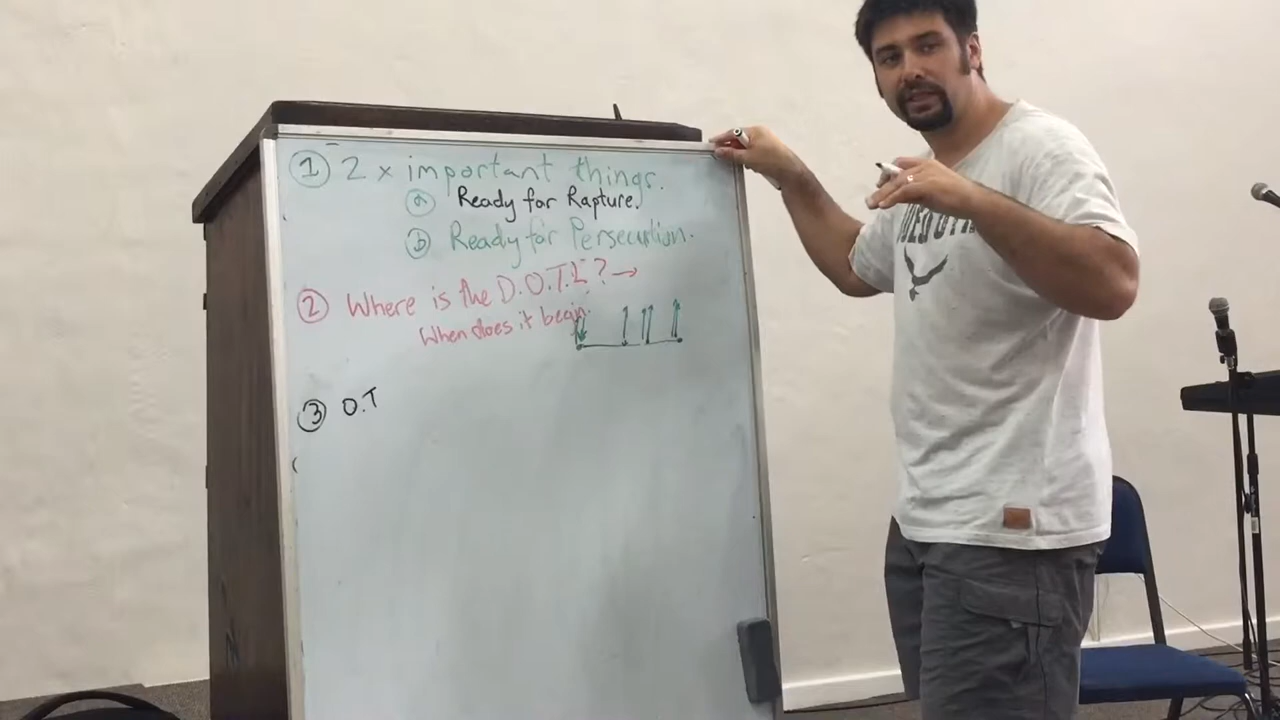 ① 2 x important things.
ⓐ Ready for Rapture.
ⓑ Ready for Persecution.
② Where is the D.O.T.L? →
When does it begin.
③ O.T